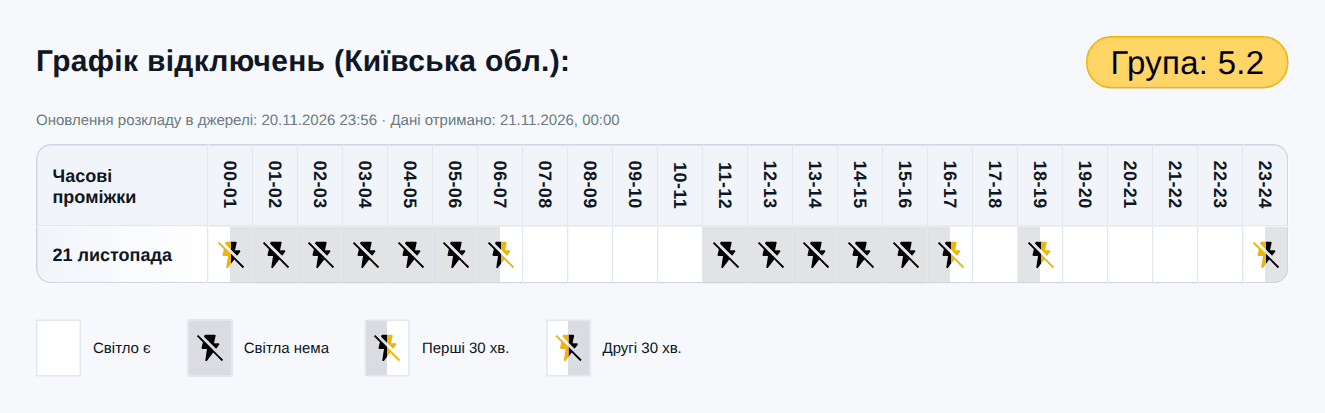 Графік відключень (Київська обл.):
Група: 5.2
Оновлення розкладу в джерелі: 20.11.2026 23:56 · Дані отримано: 21.11.2026, 00:00
Часові
проміжки
00-01
01-02
02-03
03-04
04-05
05-06
06-07
07-08
08-09
09-10
10-11
11-12
12-13
13-14
14-15
15-16
16-17
17-18
18-19
19-20
20-21
21-22
22-23
23-24
21 листопада
Світло є
Світла нема
Перші 30 хв.
Другі 30 хв.